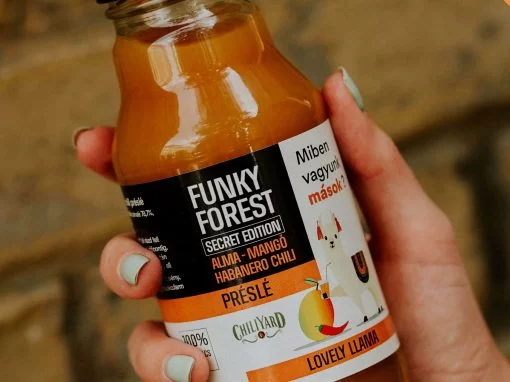 FUNKY
FOREST
SECRET EDITION
ALMA - MANGÓ
HABANERO CHILI
PRÉSLÉ
Miben
vagyunk
mások?
CHILIYARD
100%
LOVELY LLAMA